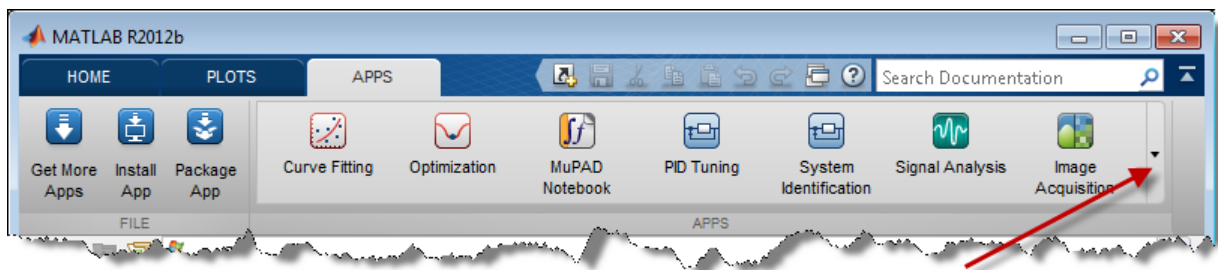 MATLAB R2012b
HOME PLOTS APPS Search Documentation
Get More Apps
Install App
Package App
Curve Fitting
Optimization
MuPAD Notebook
PID Tuning
System Identification
Signal Analysis
Image Acquisition
FILE APPS